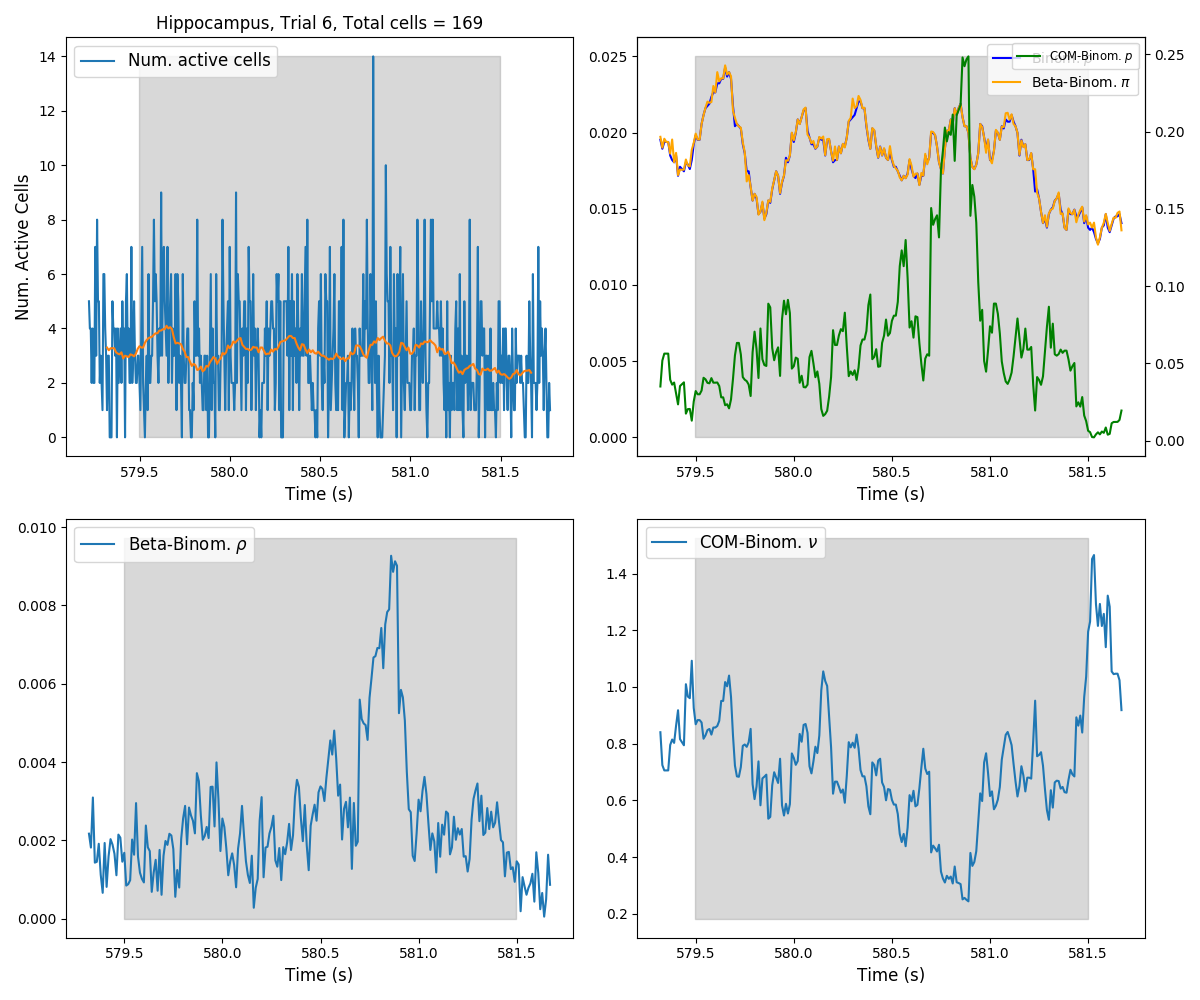 Hippocampus, Trial 6, Total cells = 169
Num. active cells
Num. Active Cells
14
12
10
8
6
4
2
0
579.5 580.0 580.5 581.0 581.5
Time (s)
COM-Binom. p
Binom. p
Beta-Binom. π
0.025
0.020
0.015
0.010
0.005
0.000
0.25
0.20
0.15
0.10
0.05
0.00
579.5 580.0 580.5 581.0 581.5
Time (s)
Beta-Binom. ρ
0.010
0.008
0.006
0.004
0.002
0.000
579.5 580.0 580.5 581.0 581.5
Time (s)
COM-Binom. ν
1.4
1.2
1.0
0.8
0.6
0.4
0.2
579.5 580.0 580.5 581.0 581.5
Time (s)